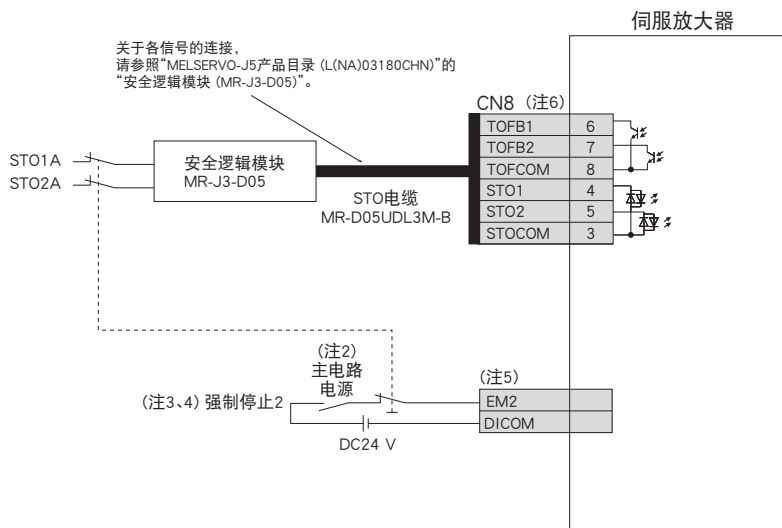 伺服放大器
关于各信号的连接，
请参照“MELSERVO-J5产品目录 (L(NA)03180CHN)”的
“安全逻辑模块 (MR-J3-D05)”。
CN8 (注6)
TOFB1 6
TOFB2 7
TOFCOM 8
STO1 4
STO2 5
STOCOM 3
STO1A
STO2A
安全逻辑模块
MR-J3-D05
STO电缆
MR-D05UDL3M-B
(注2)
主电路
电源
(注3、4) 强制停止2
DC24 V
(注5)
EM2
DICOM